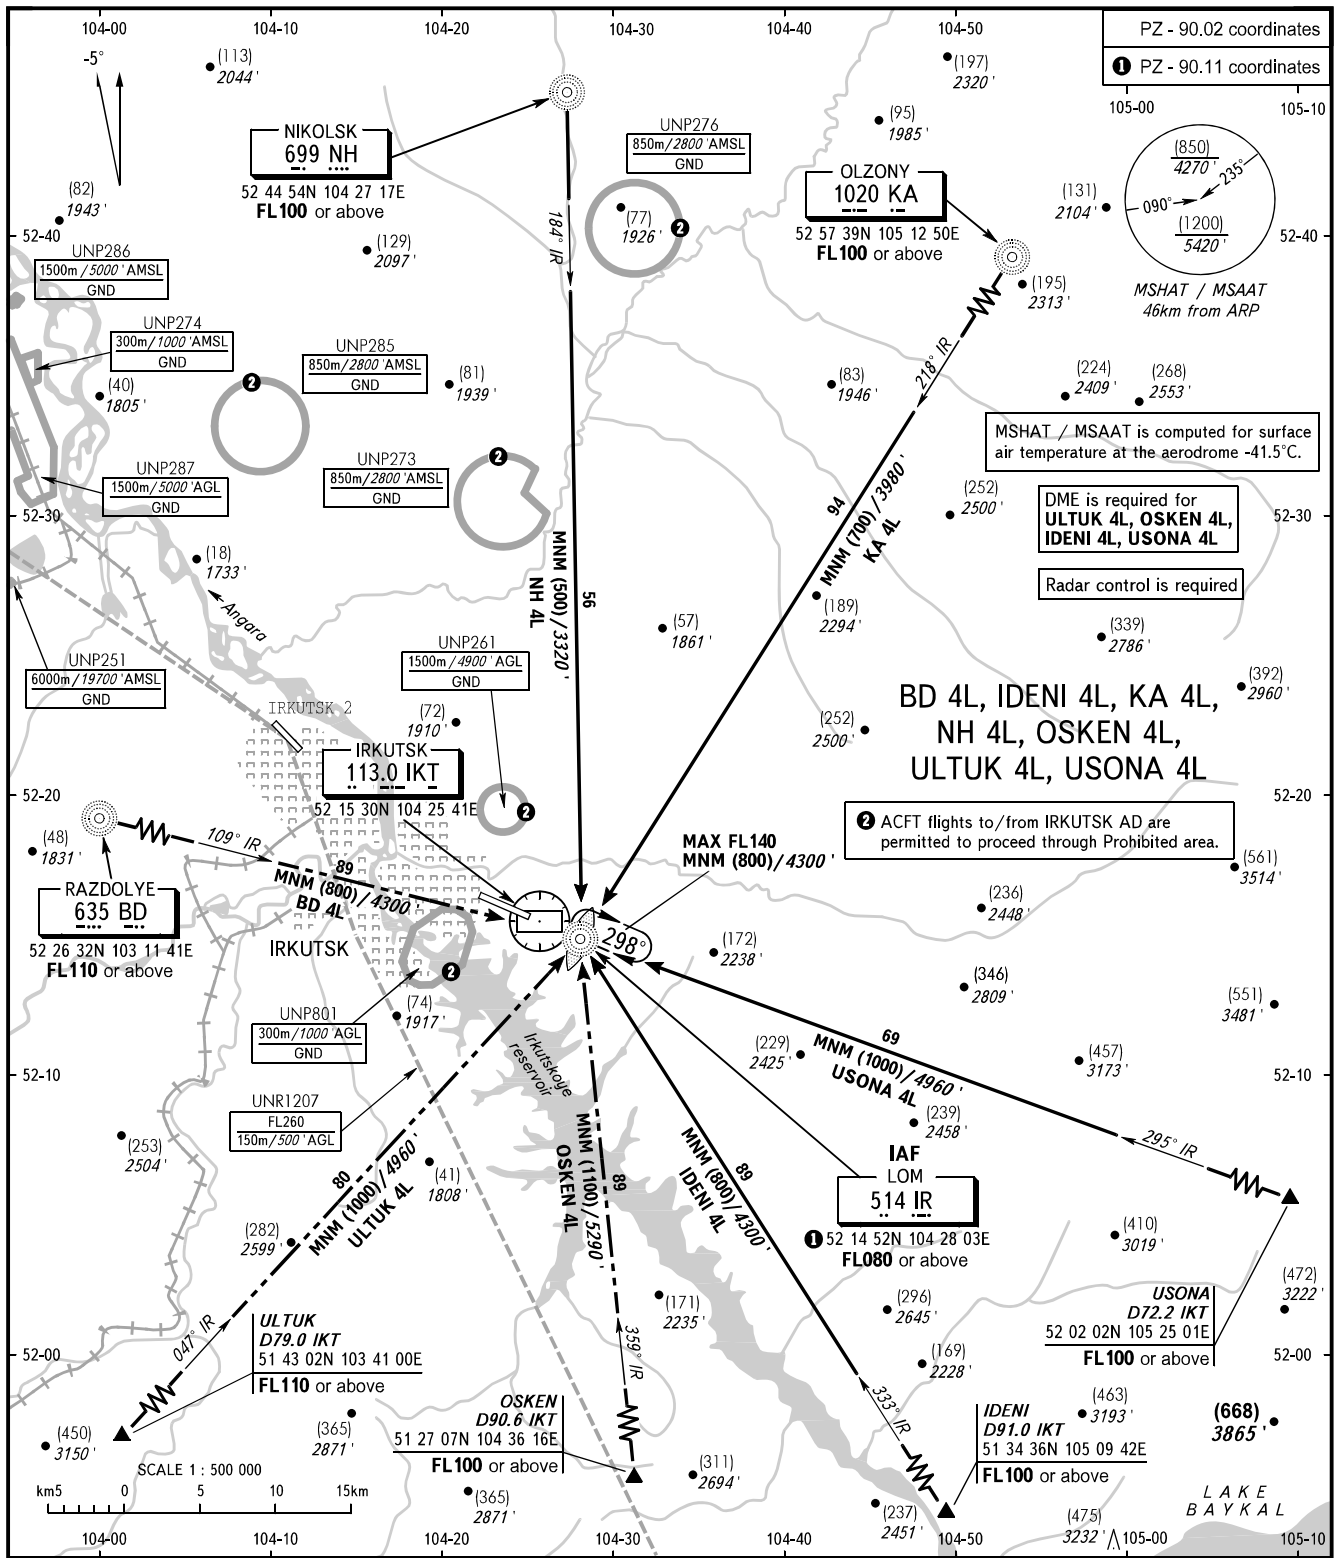 104-00 104-10 104-20 104-30 104-40 104-50
PZ - 90.02 coordinates
1 PZ - 90.11 coordinates
105-00 105-10
-5°
(113)
2044'
(197)
2320'
(95)
1985'
NIKOLSK
699 NH
52 44 54N 104 27 17E
FL100 or above
UNP276
850m/2800'AMSL
GND
(77)
1926'
2
OLZONY
1020 KA
52 57 39N 105 12 50E
FL100 or above
(850)
4270'
235°
090°
(1200)
5420'
MSHAT / MSAAT
46km from ARP
(131)
2104'
(82)
1943'
52-40
52-40
(129)
2097'
184° IR
(195)
2313'
UNP286
1500m/5000'AMSL
GND
UNP274
300m/1000'AMSL
GND
UNP285
850m/2800'AMSL
GND
2
(40)
1805'
(81)
1939'
(83)
1946'
218° IR
(224)
2409'
(268)
2553'
MSHAT / MSAAT is computed for surface
air temperature at the aerodrome -41.5°C.
UNP287
1500m/5000'AGL
GND
UNP273
850m/2800'AMSL
GND
2
(252)
2500'
DME is required for
ULTUK 4L, OSKEN 4L,
IDENI 4L, USONA 4L
52-30
52-30
94
MNM (700)/3980'
KA 4L
(18)
1733'
56
MNM (500)/3320'
NH 4L
Radar control is required
Angara
(189)
2294'
(57)
1861'
(339)
2786'
UNP261
1500m/4900'AGL
GND
UNP251
6000m/19700'AMSL
GND
(392)
2960'
BD 4L, IDENI 4L, KA 4L,
NH 4L, OSKEN 4L,
ULTUK 4L, USONA 4L
IRKUTSK 2
(72)
1910'
(252)
2500'
IRKUTSK
113.0 IKT
52 15 30N 104 25 41E
2
52-20
52-20
2 ACFT flights to/from IRKUTSK AD are
permitted to proceed through Prohibited area.
109° IR
(48)
1831'
MAX FL140
MNM (800)/4300'
(561)
3514'
89
MNM (800)/4300'
BD 4L
RAZDOLYE
635 BD
52 26 32N 103 11 41E
FL110 or above
(236)
2448'
IRKUTSK
298°
(172)
2238'
2
(346)
2809'
(74)
1917'
(551)
3481'
UNP801
300m/1000'AGL
GND
Irkutskoye
reservoir
69
MNM (1000)/4960'
USONA 4L
(229)
2425'
(457)
3173'
52-10
52-10
UNR1207
FL260
150m/500'AGL
(239)
2458'
(253)
2504'
295° IR
IAF
LOM
514 IR
1 52 14 52N 104 28 03E
FL080 or above
80
MNM (1000)/4960'
ULTUK 4L
(41)
1808'
89
MNM (1100)/5290'
OSKEN 4L
89
MNM (800)/4300'
IDENI 4L
(282)
2599'
(410)
3019'
(472)
3222'
(171)
2235'
(296)
2645'
USONA
D72.2 IKT
52 02 02N 105 25 01E
FL100 or above
047° IR
ULTUK
D79.0 IKT
51 43 02N 103 41 00E
FL110 or above
359° IR
52-00
52-00
(169)
2228'
333° IR
OSKEN
D90.6 IKT
51 27 07N 104 36 16E
FL100 or above
IDENI
D91.0 IKT
51 34 36N 105 09 42E
FL100 or above
(463)
3193'
(668)
3865'
(450)
3150'
(365)
2871'
SCALE 1 : 500 000
km5 0 5 10 15km
(365)
2871'
(311)
2694'
(237)
2451'
(475)
3232'
LAKE
BAYKAL
104-00 104-10 104-20 104-30 104-40 104-50 105-00 105-10